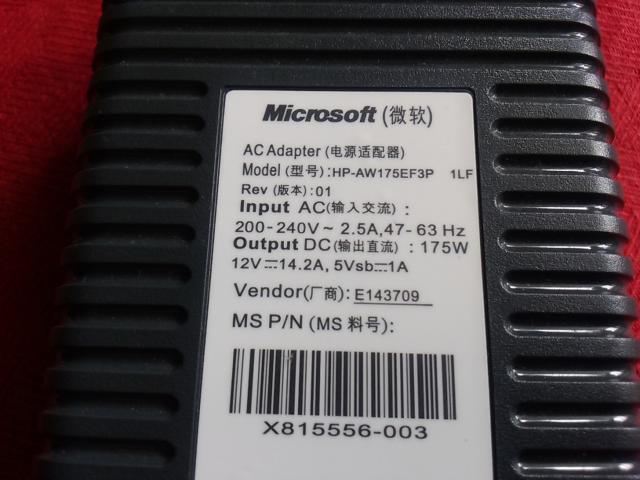 Microsoft (微软)
AC Adapter (电源适配器)
Model (型号):HP-AW175EF3P 1LF
Rev (版本):01
Input AC(输入交流) :
200-240V~ 2.5A,47-63 Hz
Output DC(输出直流) : 175W
12V⎓14.2A, 5Vsb⎓1A
Vendor(厂商): E143709
MS P/N (MS 料号):
X815556-003